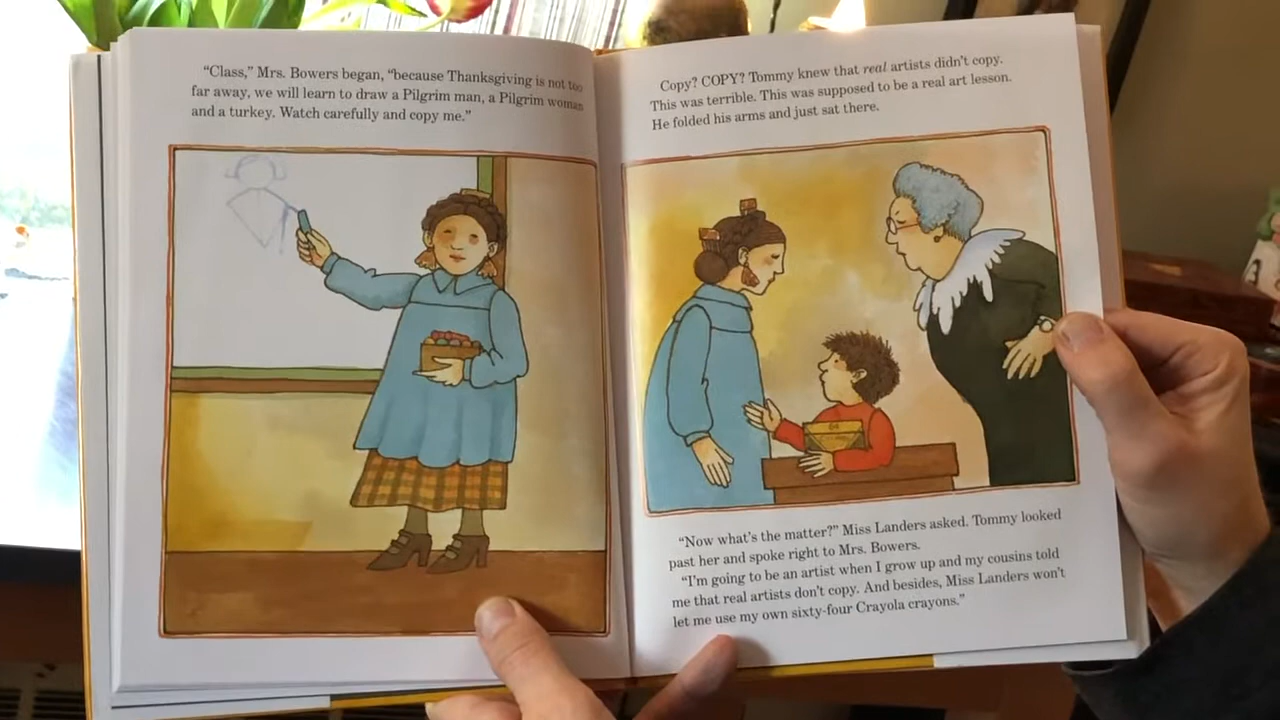 “Class,” Mrs. Bowers began, “because Thanksgiving is not too
far away, we will learn to draw a Pilgrim man, a Pilgrim woman
and a turkey. Watch carefully and copy me.”
Copy? COPY? Tommy knew that real artists didn’t copy.
This was terrible. This was supposed to be a real art lesson.
He folded his arms and just sat there.
64
“Now what’s the matter?” Miss Landers asked. Tommy looked
past her and spoke right to Mrs. Bowers.
“I’m going to be an artist when I grow up and my cousins told
me that real artists don’t copy. And besides, Miss Landers won’t
let me use my own sixty-four Crayola crayons.”